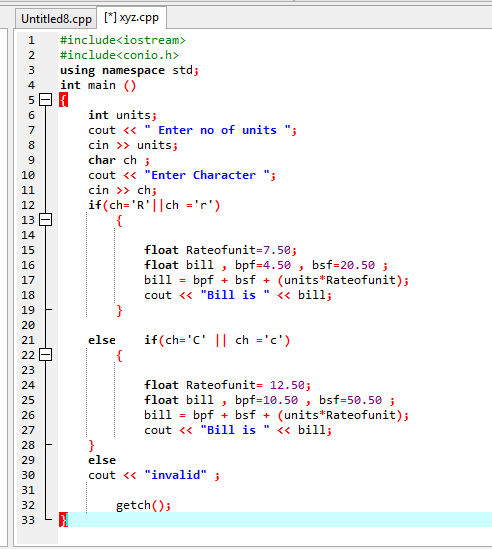 Untitled8.cpp [*] xyz.cpp
1 #include<iostream>
2 #include<conio.h>
3 using namespace std;
4 int main ()
5 {
6 int units;
7 cout << " Enter no of units ";
8 cin >> units;
9 char ch ;
10 cout << "Enter Character ";
11 cin >> ch;
12 if(ch='R'||ch ='r')
13 {
14
15 float Rateofunit=7.50;
16 float bill , bpf=4.50 , bsf=20.50 ;
17 bill = bpf + bsf + (units*Rateofunit);
18 cout << "Bill is " << bill;
19 }
20
21 else if(ch='C' || ch ='c')
22 {
23
24 float Rateofunit= 12.50;
25 float bill , bpf=10.50 , bsf=50.50 ;
26 bill = bpf + bsf + (units*Rateofunit);
27 cout << "Bill is " << bill;
28 }
29 else
30 cout << "invalid" ;
31
32 getch();
33 }